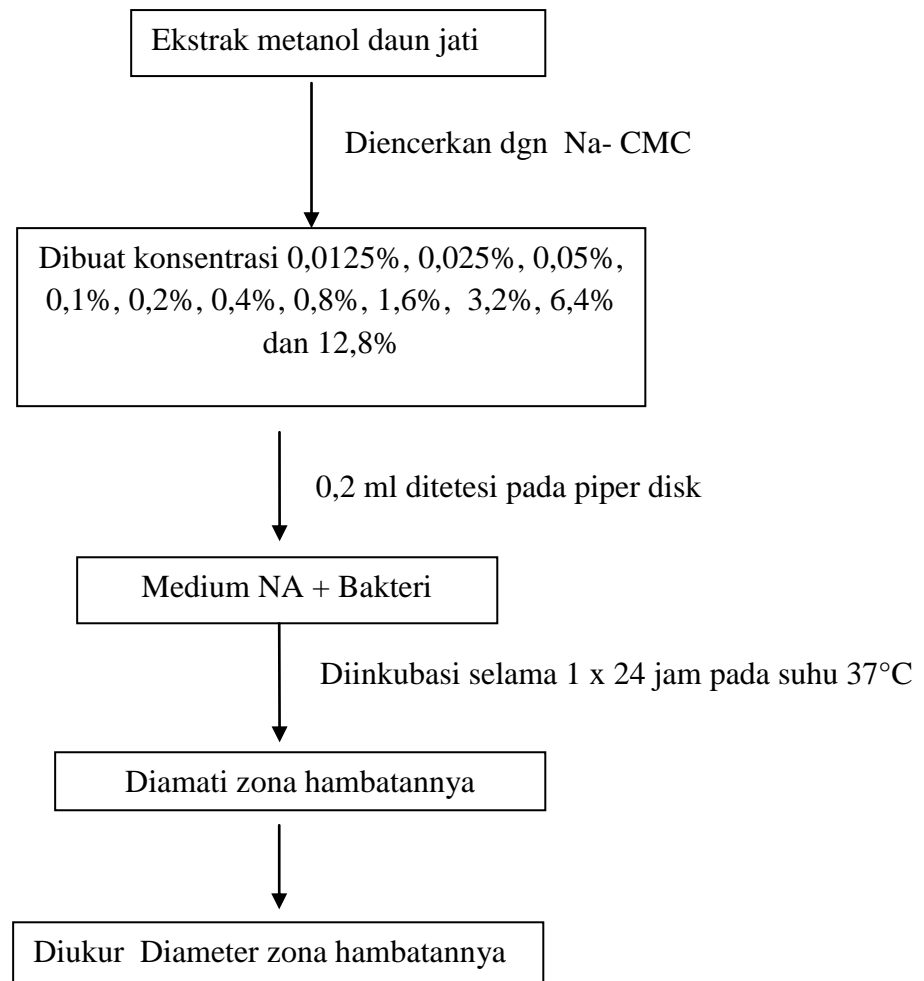 Ekstrak metanol daun jati
Diencerkan dgn Na- CMC
Dibuat konsentrasi 0,0125%, 0,025%, 0,05%,
0,1%, 0,2%, 0,4%, 0,8%, 1,6%, 3,2%, 6,4%
dan 12,8%
0,2 ml ditetesi pada piper disk
Medium NA + Bakteri
Diinkubasi selama 1 x 24 jam pada suhu 37°C
Diamati zona hambatannya
Diukur Diameter zona hambatannya